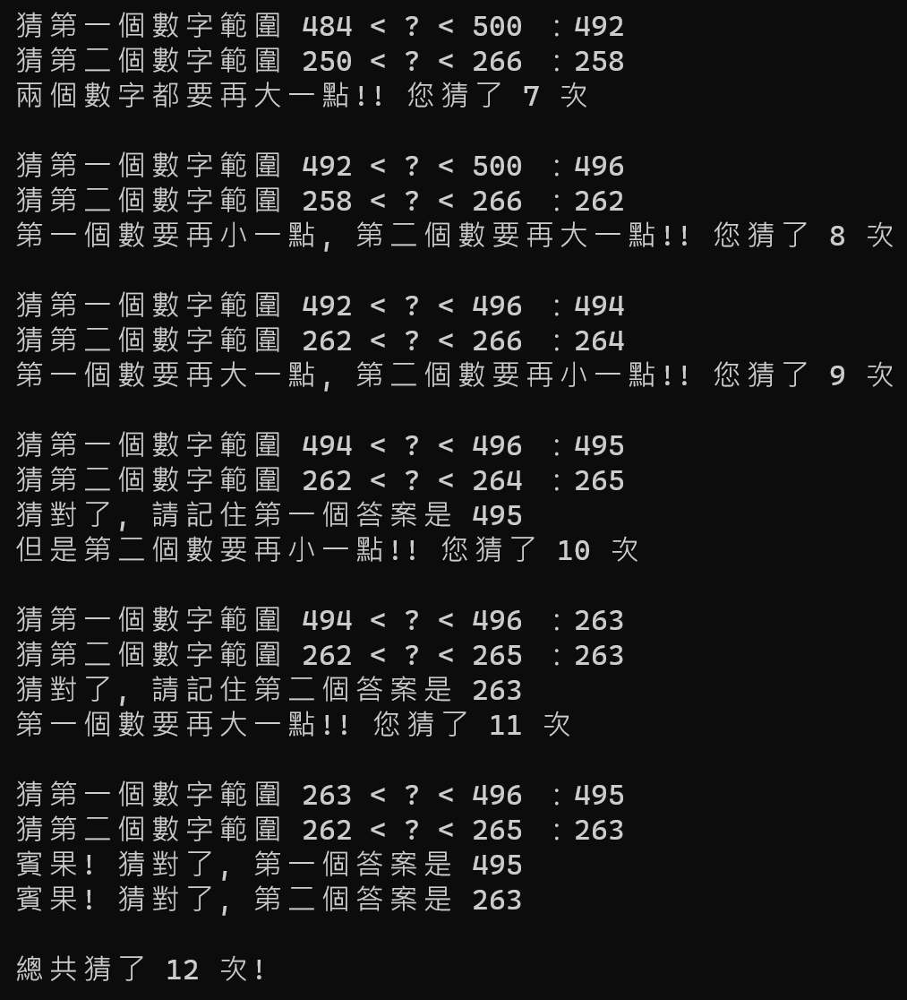 猜第一個數字範圍 484 < ? < 500 :492
猜第二個數字範圍 250 < ? < 266 :258
兩個數字都要再大一點!! 您猜了 7 次
猜第一個數字範圍 492 < ? < 500 :496
猜第二個數字範圍 258 < ? < 266 :262
第一個數要再小一點, 第二個數要再大一點!! 您猜了 8 次
猜第一個數字範圍 492 < ? < 496 :494
猜第二個數字範圍 262 < ? < 266 :264
第一個數要再大一點, 第二個數要再小一點!! 您猜了 9 次
猜第一個數字範圍 494 < ? < 496 :495
猜第二個數字範圍 262 < ? < 264 :265
猜對了, 請記住第一個答案是 495
但是第二個數要再小一點!! 您猜了 10 次
猜第一個數字範圍 494 < ? < 496 :263
猜第二個數字範圍 262 < ? < 265 :263
猜對了, 請記住第二個答案是 263
第一個數要再大一點!! 您猜了 11 次
猜第一個數字範圍 263 < ? < 496 :495
猜第二個數字範圍 262 < ? < 265 :263
賓果! 猜對了, 第一個答案是 495
賓果! 猜對了, 第二個答案是 263
總共猜了 12 次!